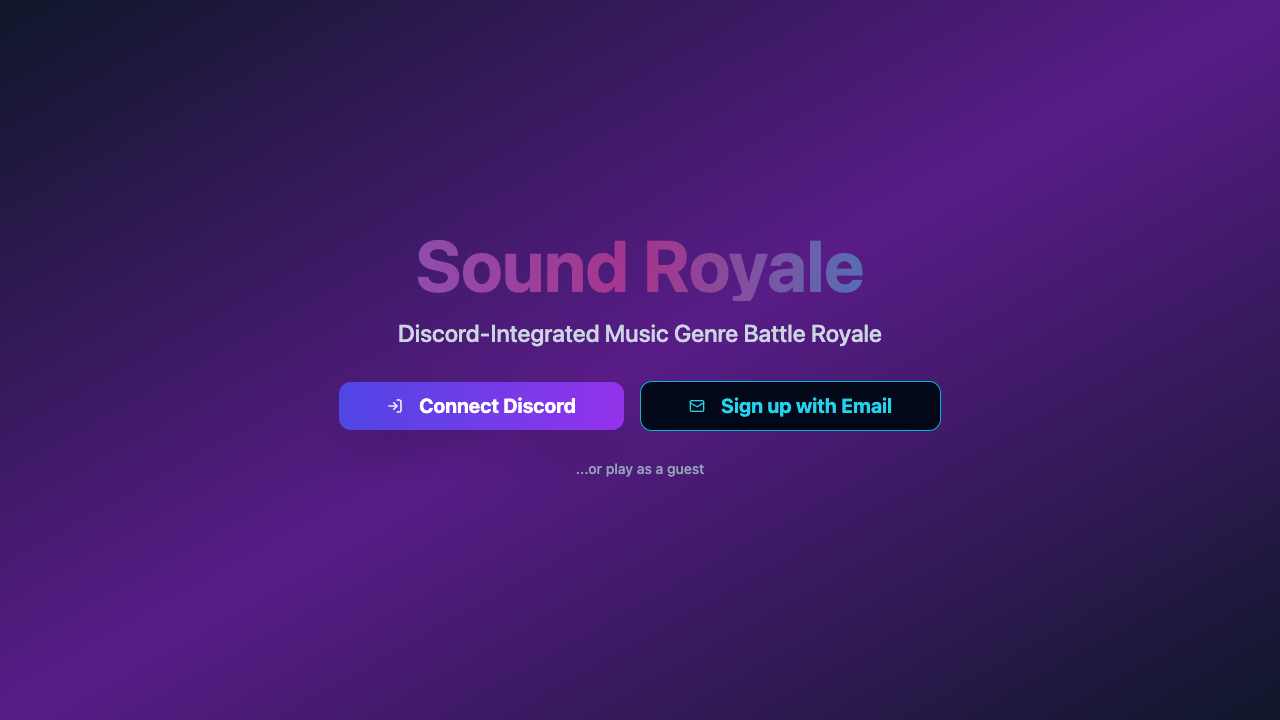 Sound Royale
Discord-Integrated Music Genre Battle Royale
Connect Discord
Sign up with Email
...or play as a guest